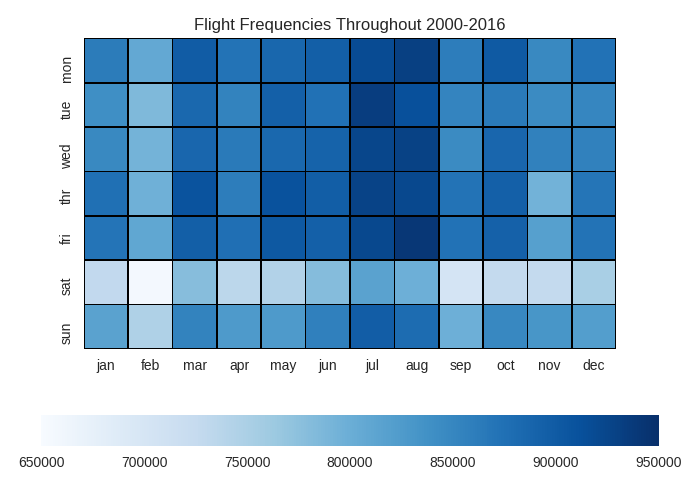 Flight Frequencies Throughout 2000-2016
mon
tue
wed
thr
fri
sat
sun
jan feb mar apr may jun jul aug sep oct nov dec
650000 700000 750000 800000 850000 900000 950000